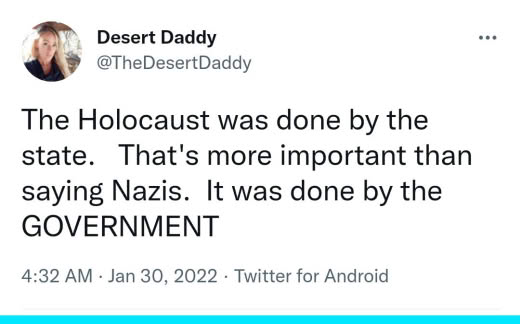 Desert Daddy
@TheDesertDaddy
The Holocaust was done by the
state.   That's more important than
saying Nazis.  It was done by the
GOVERNMENT
4:32 AM · Jan 30, 2022 · Twitter for Android